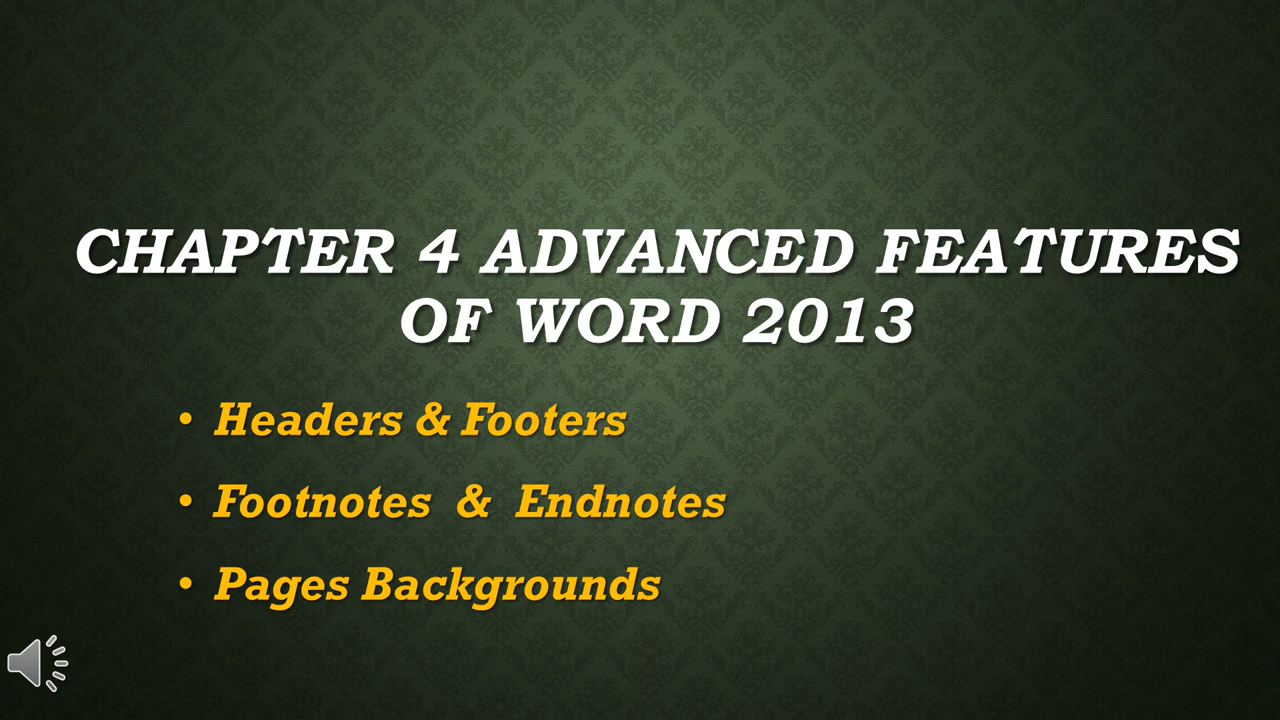 CHAPTER 4 ADVANCED FEATURES
OF WORD 2013
• Headers & Footers
• Footnotes & Endnotes
• Pages Backgrounds